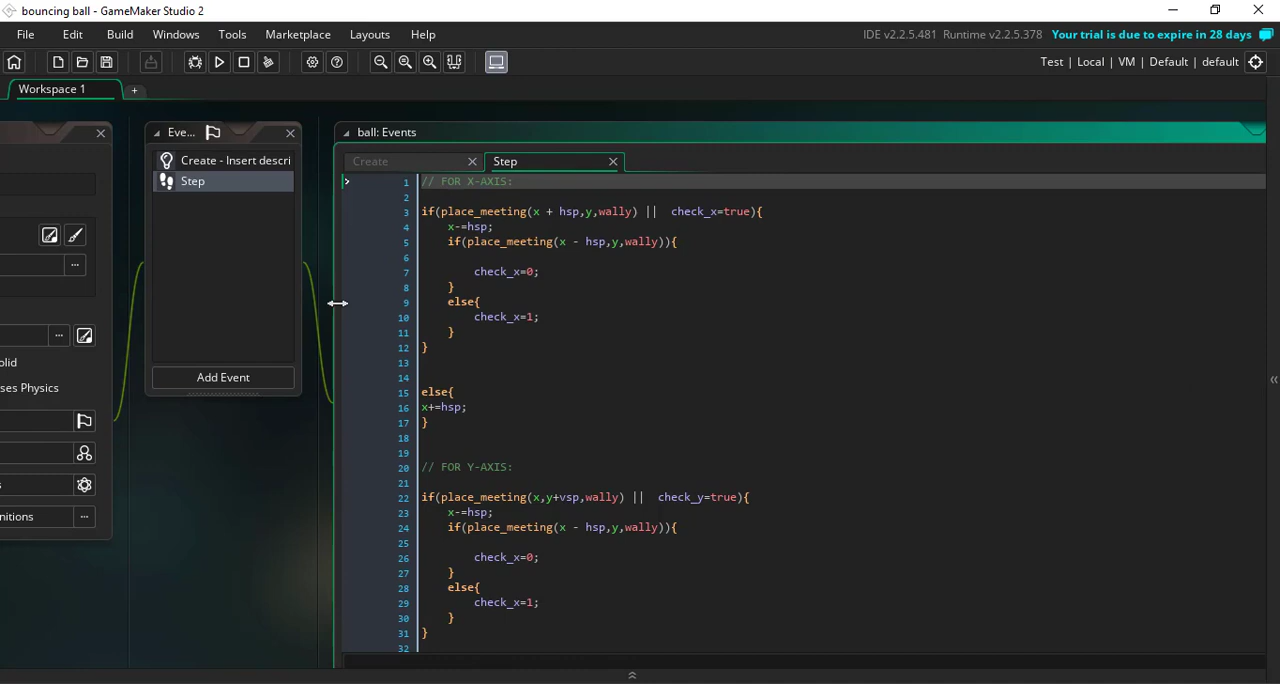 bouncing ball - GameMaker Studio 2
File Edit Build Windows Tools Marketplace Layouts Help
IDE v2.2.5.481 Runtime v2.2.5.378 Your trial is due to expire in 28 days
Test | Local | VM | Default | default
Workspace 1 +
Eve...
ball: Events
Create - Insert descri
Step
Create
Step
1 // FOR X-AXIS:
2
3 if(place_meeting(x + hsp,y,wally) || check_x=true){
4 x-=hsp;
5 if(place_meeting(x - hsp,y,wally)){
6
7 check_x=0;
8 }
9 else{
10 check_x=1;
11 }
12 }
13
14
15 else{
16 x+=hsp;
17 }
18
19
20 // FOR Y-AXIS:
21
22 if(place_meeting(x,y+vsp,wally) || check_y=true){
23 x-=hsp;
24 if(place_meeting(x - hsp,y,wally)){
25
26 check_x=0;
27 }
28 else{
29 check_x=1;
30 }
31 }
32
Add Event
olid
ses Physics
s
nitions